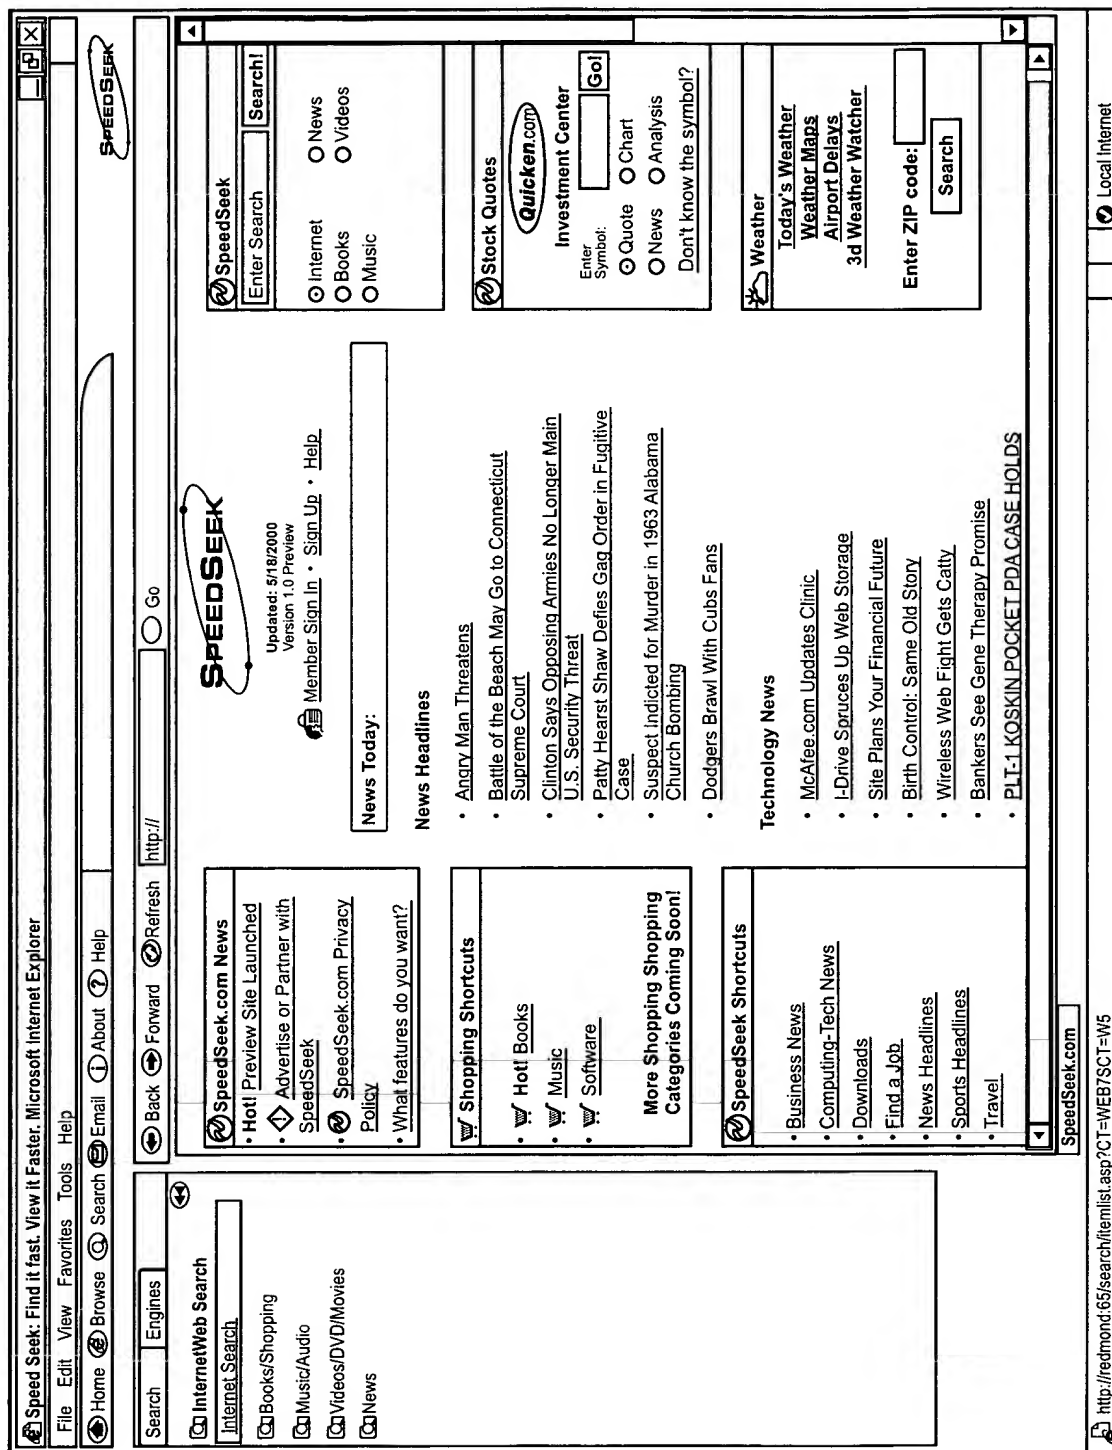 Speed Seek: Find it fast. View it Faster. Microsoft Internet Explorer
File Edit View Favorites Tools Help
Home Browse Search Email About Help
SPEEDSEEK
Search Engines
InternetWeb Search
Internet Search
Books/Shopping
Music/Audio
Videos/DVD/Movies
News
Back Forward Refresh http:// Go
SpeedSeek.com News
• Hot! Preview Site Launched
• Advertise or Partner with
SpeedSeek
• SpeedSeek.com Privacy
Policy
• What features do you want?
Shopping Shortcuts
• Hot! Books
• Music
• Software
More Shopping Shopping
Categories Coming Soon!
SpeedSeek Shortcuts
• Business News
• Computing-Tech News
• Downloads
• Find a Job
• News Headlines
• Sports Headlines
• Travel
SPEEDSEEK
Updated: 5/18/2000
Version 1.0 Preview
Member Sign In • Sign Up • Help
News Today:
News Headlines
• Angry Man Threatens
• Battle of the Beach May Go to Connecticut
Supreme Court
• Clinton Says Opposing Armies No Longer Main
U.S. Security Threat
• Patty Hearst Shaw Defies Gag Order in Fugitive
Case
• Suspect Indicted for Murder in 1963 Alabama
Church Bombing
• Dodgers Brawl With Cubs Fans
Technology News
• McAfee.com Updates Clinic
• I-Drive Spruces Up Web Storage
• Site Plans Your Financial Future
• Birth Control: Same Old Story
• Wireless Web Fight Gets Catty
• Bankers See Gene Therapy Promise
• PLT-1 KOSKIN POCKET PDA CASE HOLDS
SpeedSeek
Enter Search Search!
Internet News
Books Videos
Music
Stock Quotes
Quicken.com
Investment Center
Enter
Symbol: Go!
Quote Chart
News Analysis
Don't know the symbol?
Weather
Today's Weather
Weather Maps
Airport Delays
3d Weather Watcher
Enter ZIP code:
Search
SpeedSeek.com
http://redmond:65/search/itemlist.asp?CT=WEB7SCT=W5 Local Internet